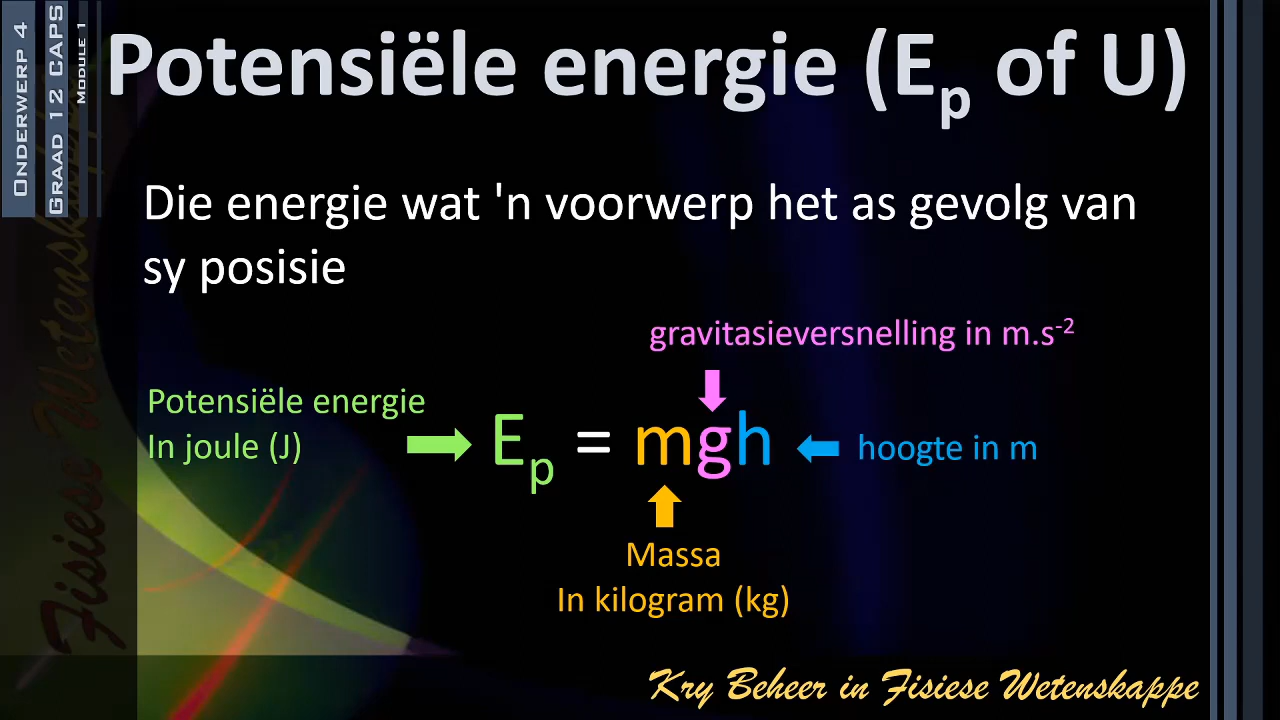 Onderwerp 4
Graad 12 CAPS
Module 1
Potensiële energie (Eₚ of U)
Die energie wat 'n voorwerp het as gevolg van
sy posisie
gravitasieversnelling in m.s⁻²
Potensiële energie
In joule (J)
Eₚ = mgh
hoogte in m
Massa
In kilogram (kg)
Fisiese Wetenskappe
Kry Beheer in Fisiese Wetenskappe